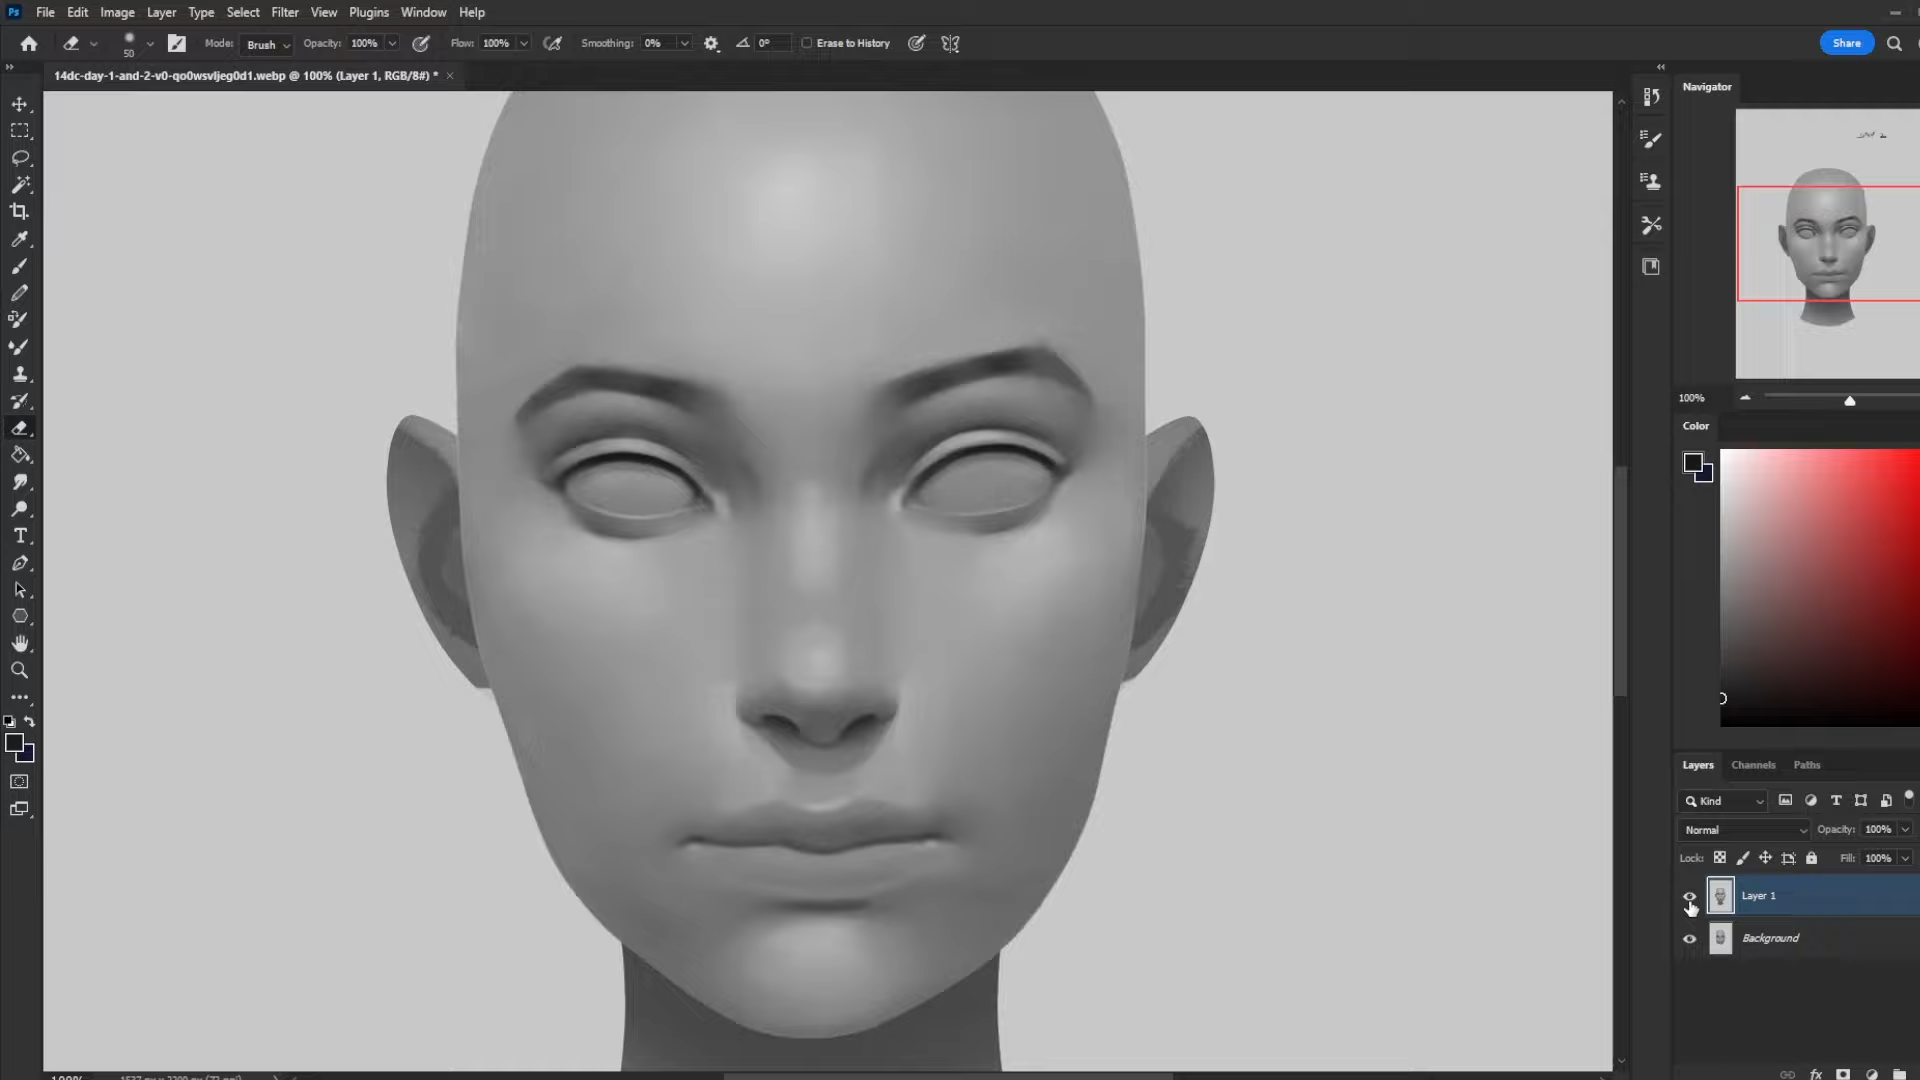 Ps File Edit Image Layer Type Select Filter View Plugins Window Help
50 Mode: Brush Opacity: 100% Flow: 100% Smoothing: 0% 0° Erase to History Share
14dc-day-1-and-2-v0-qo0wsvljeg0d1.webp @ 100% (Layer 1, RGB/8#) *
Navigator
100%
Color
Layers Channels Paths
Kind
Normal Opacity: 100%
Lock: Fill: 100%
Layer 1
Background
fx